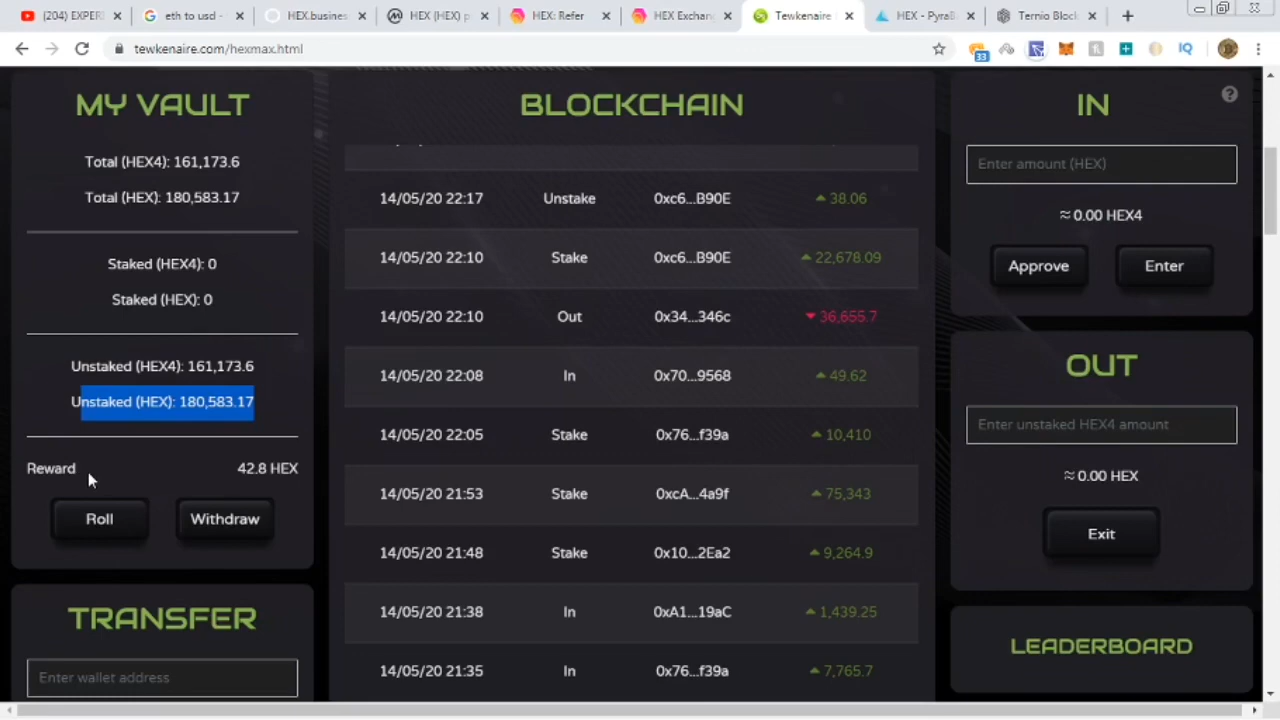 (204) EXPER
eth to usd -
HEX.busines
HEX (HEX) p
HEX: Refer
HEX Exchan
Tewkenaire
HEX - PyraB
Ternio Bloc
tewkenaire.com/hexmax.html
33
IQ
MY VAULT
Total (HEX4): 161,173.6
Total (HEX): 180,583.17
Staked (HEX4): 0
Staked (HEX): 0
Unstaked (HEX4): 161,173.6
Unstaked (HEX): 180,583.17
Reward 42.8 HEX
Roll Withdraw
TRANSFER
Enter wallet address
BLOCKCHAIN
14/05/20 22:17 Unstake 0xc6...B90E 38.06
14/05/20 22:10 Stake 0xc6...B90E 22,678.09
14/05/20 22:10 Out 0x34...346c 36,655.7
14/05/20 22:08 In 0x70...9568 49.62
14/05/20 22:05 Stake 0x76...f39a 10,410
14/05/20 21:53 Stake 0xcA...4a9f 75,343
14/05/20 21:48 Stake 0x10...2Ea2 9,264.9
14/05/20 21:38 In 0xA1...19aC 1,439.25
14/05/20 21:35 In 0x76...f39a 7,765.7
IN
?
Enter amount (HEX)
≈ 0.00 HEX4
Approve Enter
OUT
Enter unstaked HEX4 amount
≈ 0.00 HEX
Exit
LEADERBOARD